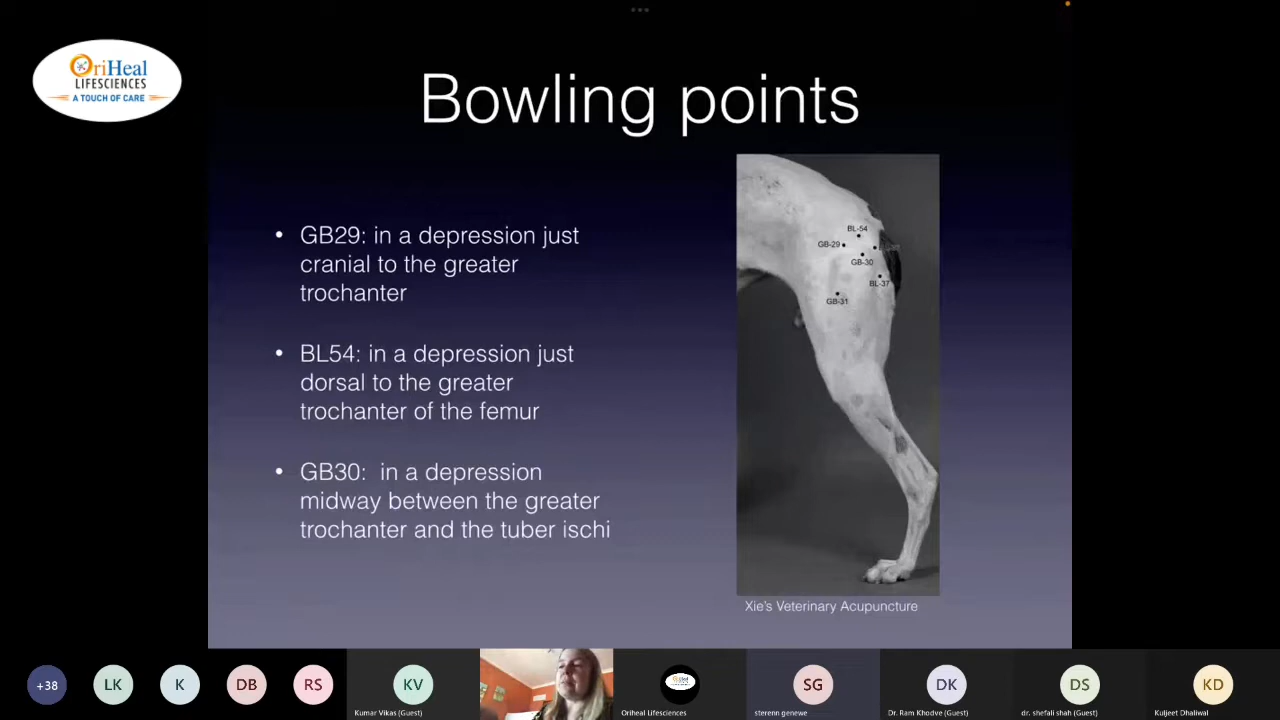 OriHeal
LIFESCIENCES
A TOUCH OF CARE
Bowling points
• GB29: in a depression just
cranial to the greater
trochanter
• BL54: in a depression just
dorsal to the greater
trochanter of the femur
• GB30: in a depression
midway between the greater
trochanter and the tuber ischi
BL-54
GB-29
GB-30
BL-37
GB-31
Xie's Veterinary Acupuncture
+38
LK
K
DB
RS
KV
Kumar Vikas (Guest)
Oriheal Lifesciences
SG
sterenn genewe
DK
Dr. Ram Khodve (Guest)
DS
dr. shefali shah (Guest)
KD
Kuljeet Dhaliwal